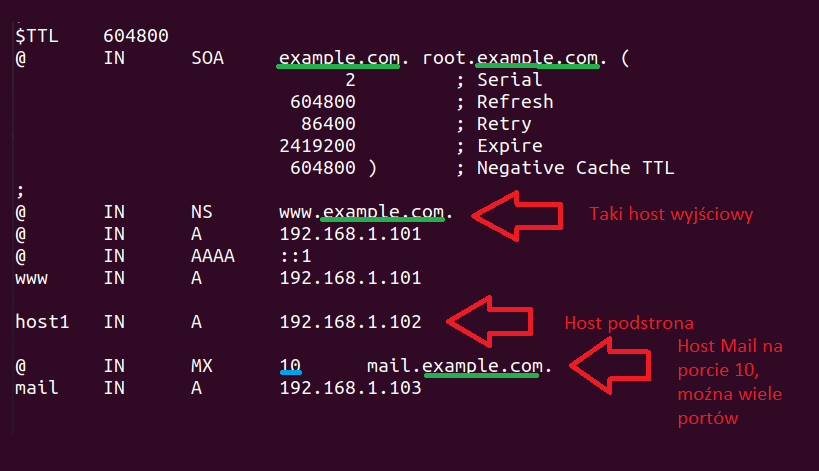 $TTL 604800
@ IN SOA example.com. root.example.com. (
2 ; Serial
604800 ; Refresh
86400 ; Retry
2419200 ; Expire
604800 ) ; Negative Cache TTL
;
@ IN NS www.example.com.
Taki host wyjściowy
@ IN A 192.168.1.101
@ IN AAAA ::1
www IN A 192.168.1.101
host1 IN A 192.168.1.102
Host podstrona
@ IN MX 10 mail.example.com.
mail IN A 192.168.1.103
Host Mail na
porcie 10,
można wiele
portów